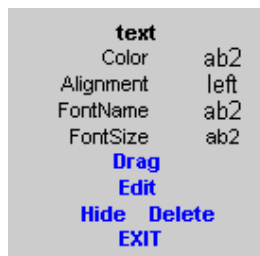 text
Color ab2
Alignment left
FontName ab2
FontSize ab2
Drag
Edit
Hide Delete
EXIT